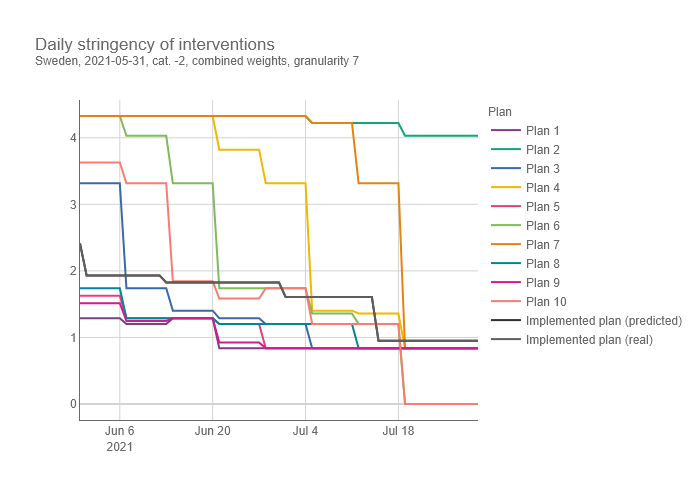 Daily stringency of interventions
Sweden, 2021-05-31, cat. -2, combined weights, granularity 7
Plan
Plan 1
Plan 2
Plan 3
Plan 4
Plan 5
Plan 6
Plan 7
Plan 8
Plan 9
Plan 10
Implemented plan (predicted)
Implemented plan (real)
4
3
2
1
0
Jun 6
2021
Jun 20
Jul 4
Jul 18